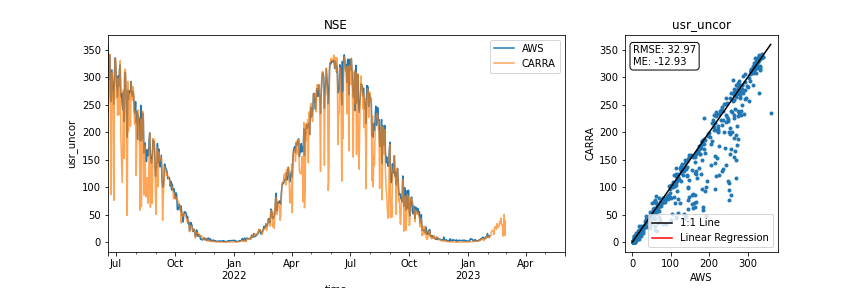 NSE
usr_uncor
350
300
250
200
150
100
50
0
usr_uncor
AWS
CARRA
Jul
Oct
Jan
2022
Apr
Jul
Oct
Jan
2023
Apr
time
usr_uncor
350
300
250
200
150
100
50
0
CARRA
RMSE: 32.97
ME: -12.93
1:1 Line
Linear Regression
0
100
200
300
AWS